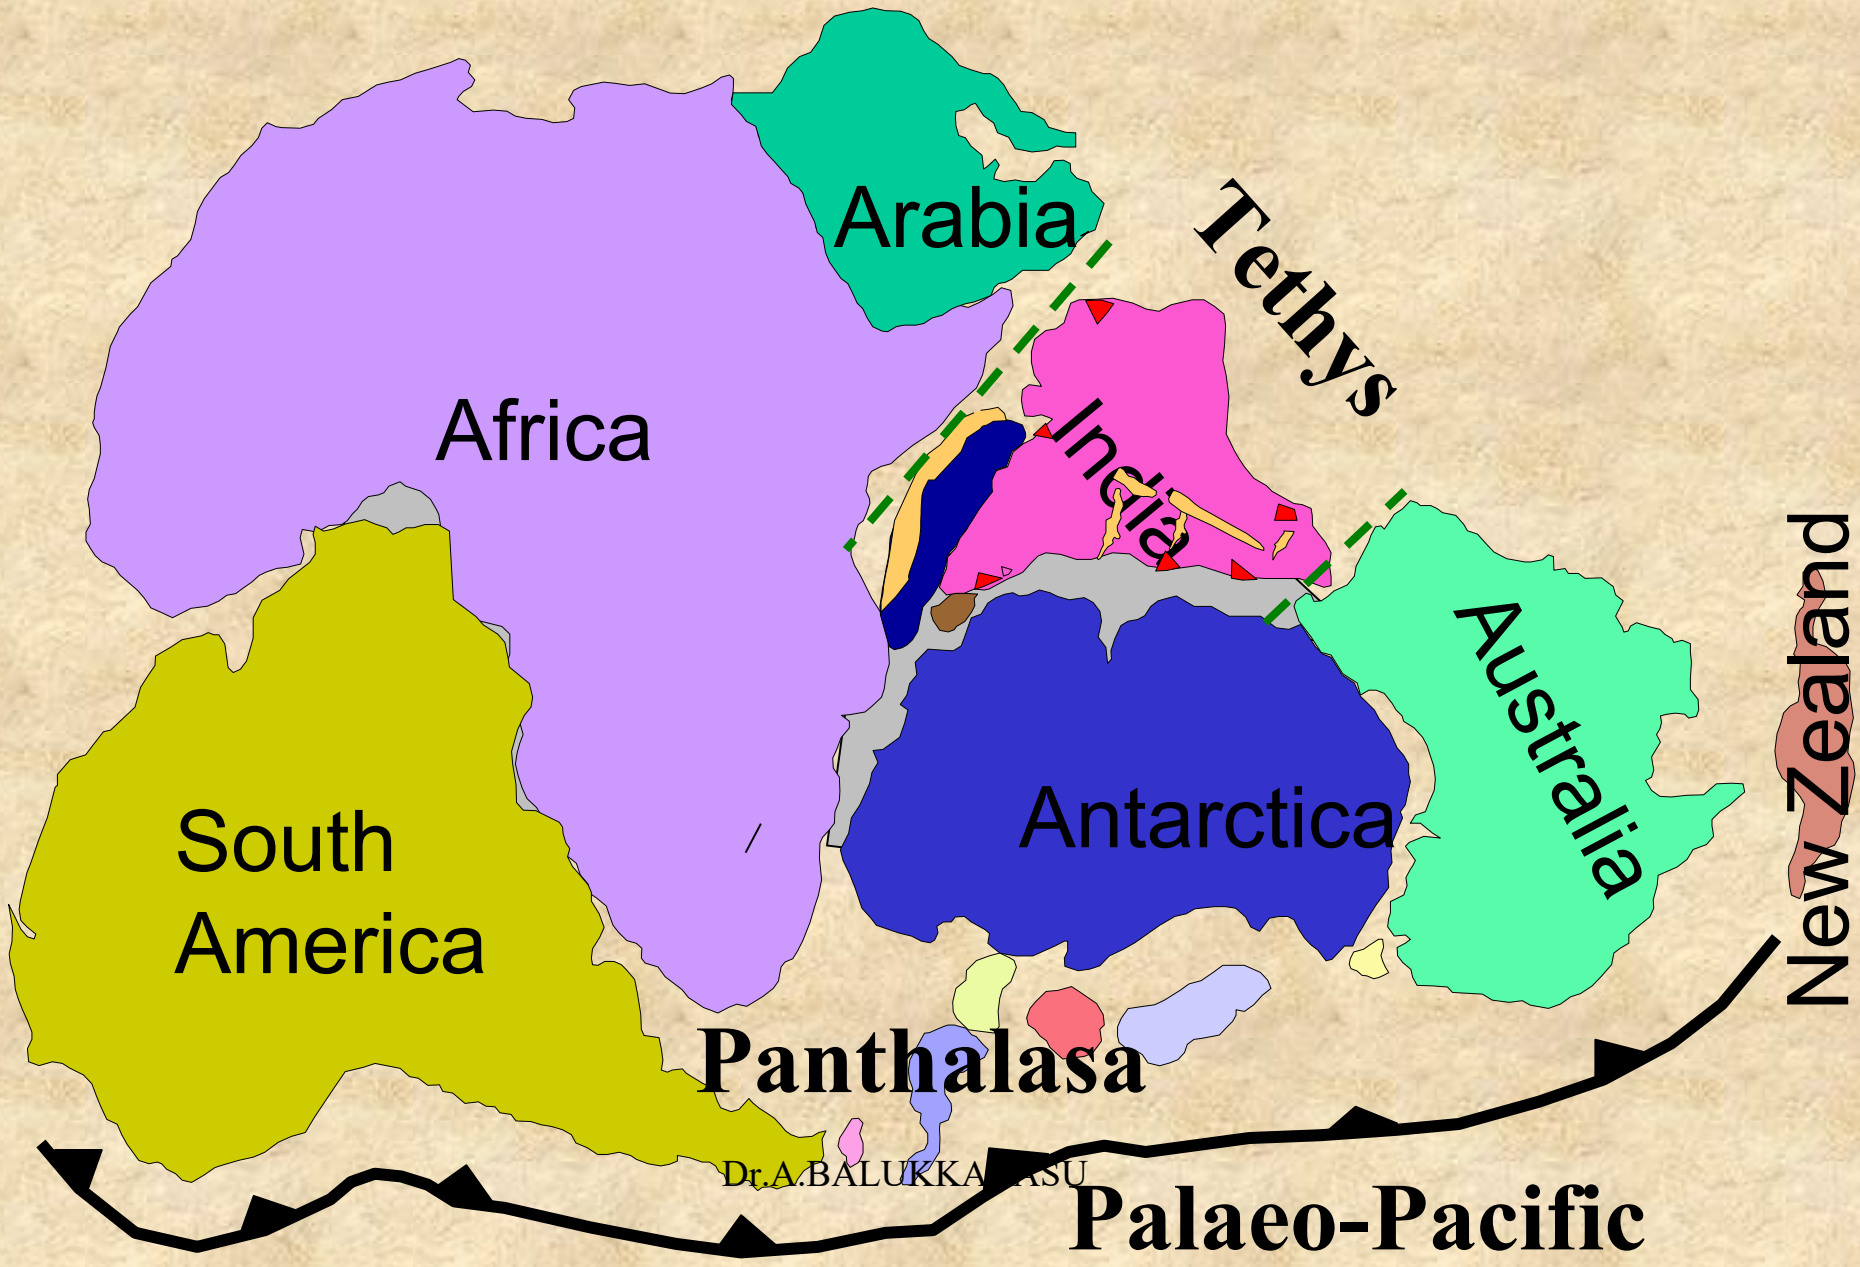 Arabia
Tethys
Africa
India
Australia
New Zealand
South
America
Antarctica
Panthalasa
Palaeo-Pacific